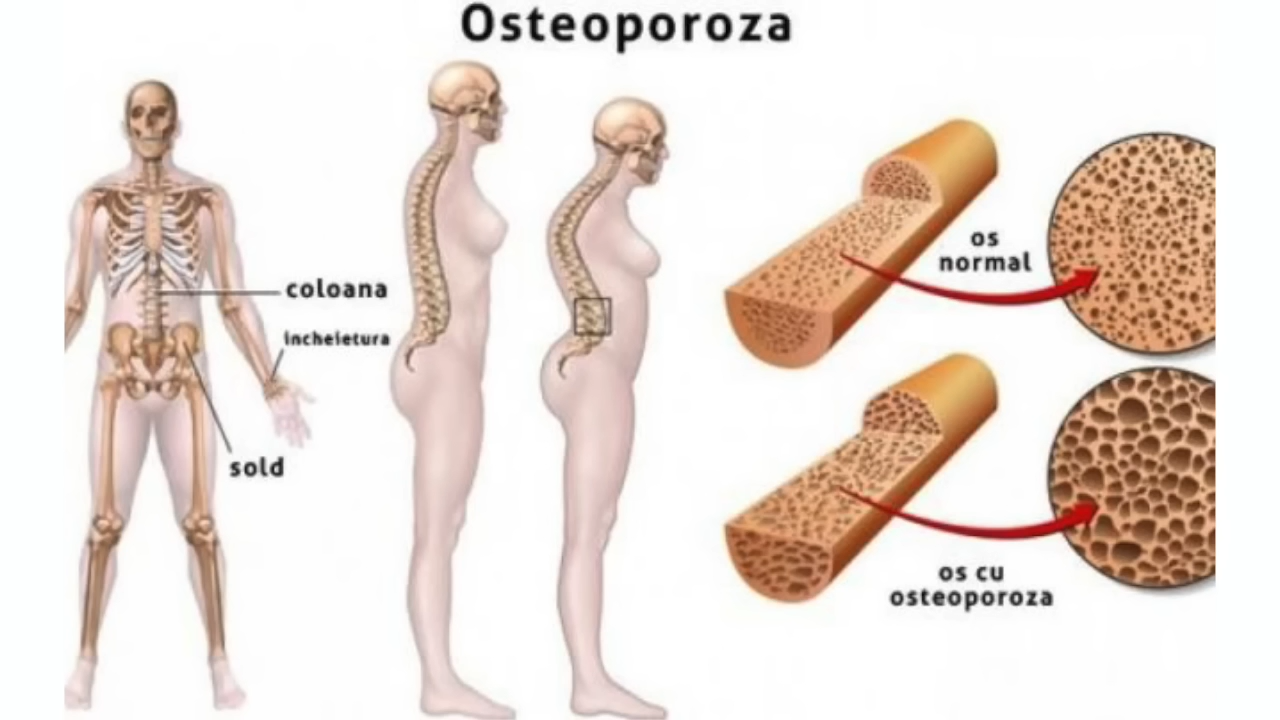 Osteoporoza
coloana
incheietura
sold
os
normal
os cu
osteoporoza